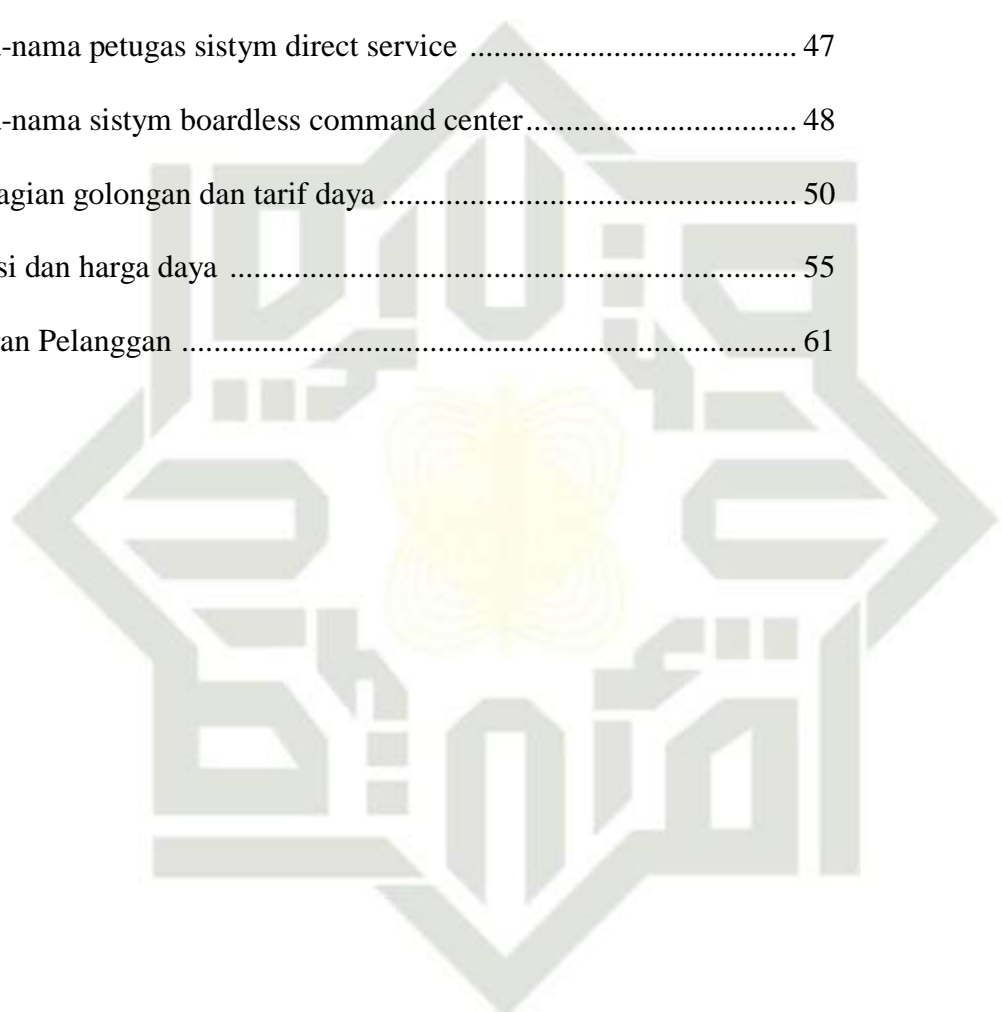 -nama petugas sistym direct service ......................................... 47
-nama sistym boardless command center .................................. 48
agian golongan dan tarif daya .................................................... 50
si dan harga daya ....................................................................... 55
an Pelanggan ............................................................................. 61